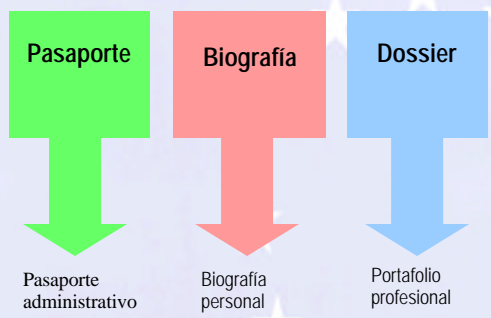 Pasaporte
Biografía
Dossier
Pasaporte
administrativo
Biografía
personal
Portafolio
profesional